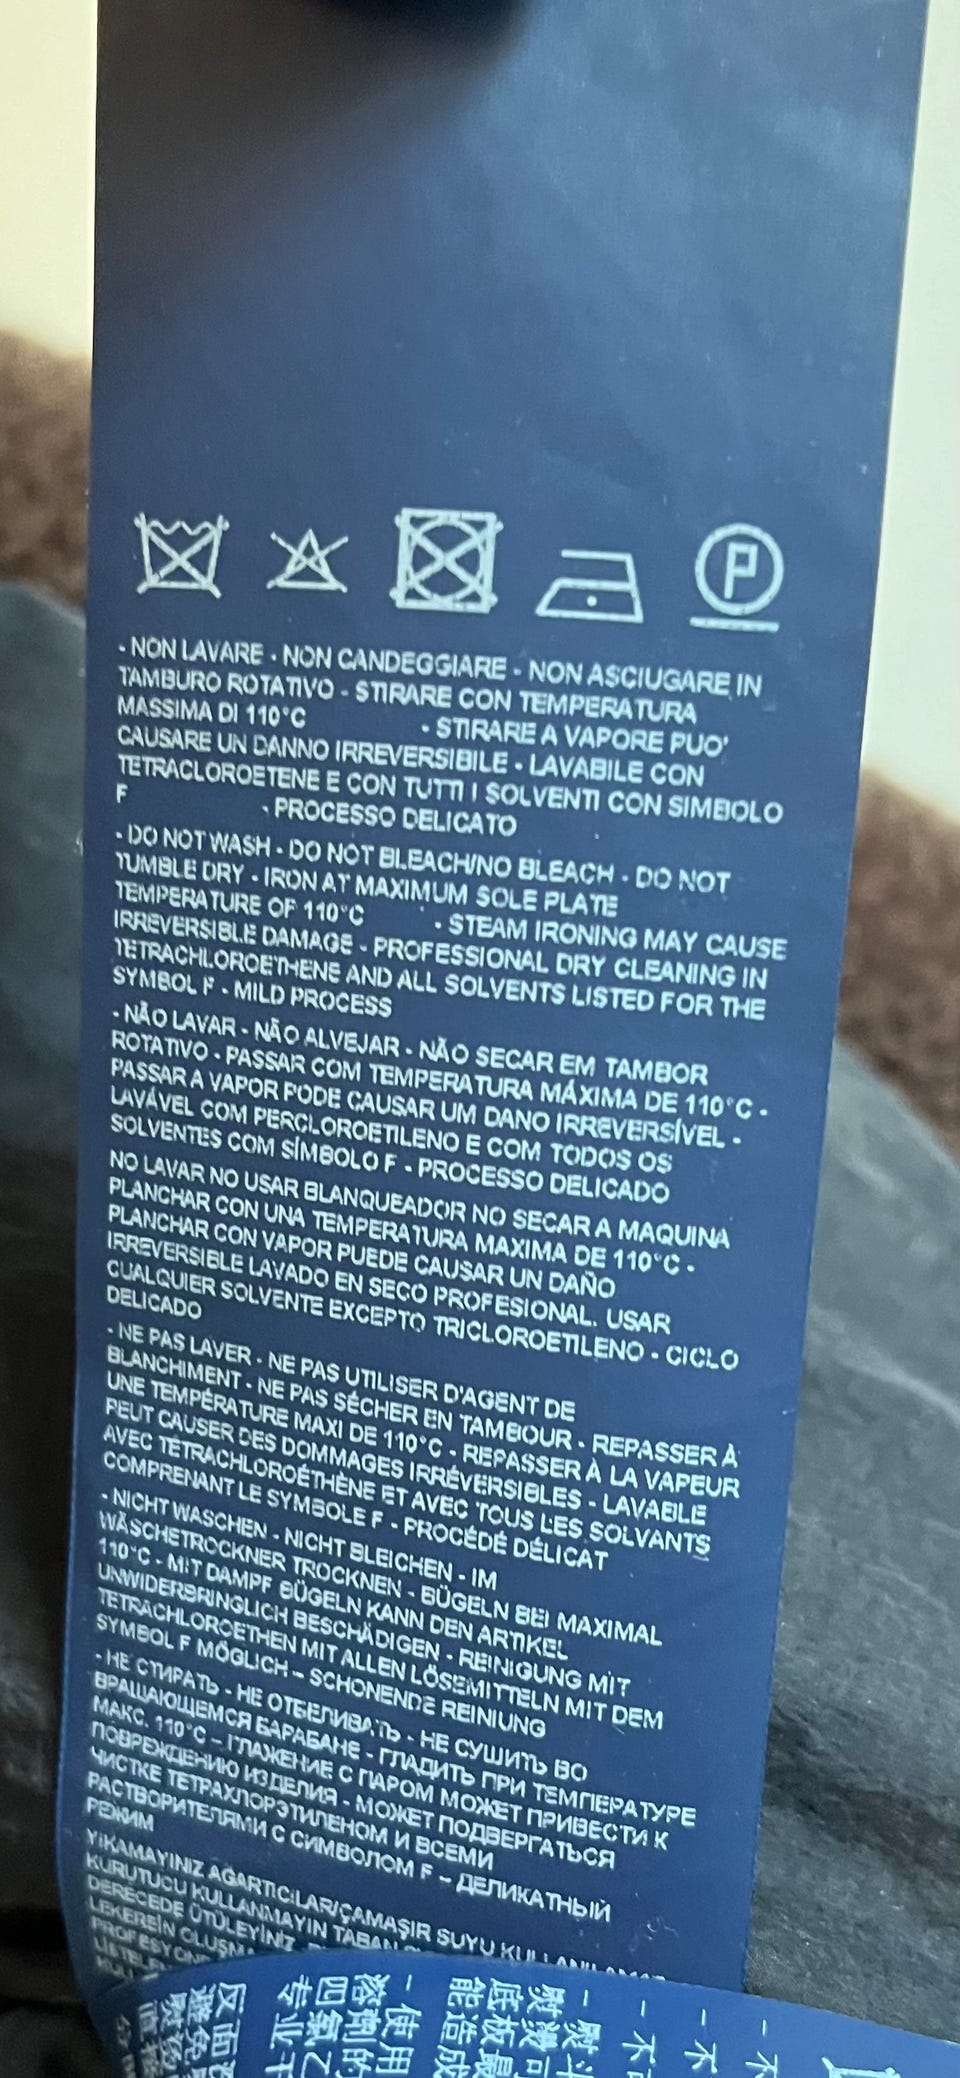 P
- NON LAVARE - NON CANDEGGIARE - NON ASCIUGARE IN
TAMBURO ROTATIVO - STIRARE CON TEMPERATURA
MASSIMA DI 110°C - STIRARE A VAPORE PUO'
CAUSARE UN DANNO IRREVERSIBILE - LAVABILE CON
TETRACLOROETENE E CON TUTTI I SOLVENTI CON SIMBOLO
F - PROCESSO DELICATO
- DO NOT WASH - DO NOT BLEACH/NO BLEACH - DO NOT
TUMBLE DRY - IRON AT MAXIMUM SOLE PLATE
TEMPERATURE OF 110°C - STEAM IRONING MAY CAUSE
IRREVERSIBLE DAMAGE - PROFESSIONAL DRY CLEANING IN
TETRACHLOROETHENE AND ALL SOLVENTS LISTED FOR THE
SYMBOL F - MILD PROCESS
- NÃO LAVAR - NÃO ALVEJAR - NÃO SECAR EM TAMBOR
ROTATIVO - PASSAR COM TEMPERATURA MÁXIMA DE 110°C -
PASSAR A VAPOR PODE CAUSAR UM DANO IRREVERSÍVEL -
LAVÁVEL COM PERCLOROETILENO E COM TODOS OS
SOLVENTES COM SÍMBOLO F - PROCESSO DELICADO
NO LAVAR NO USAR BLANQUEADOR NO SECAR A MAQUINA
PLANCHAR CON UNA TEMPERATURA MAXIMA DE 110°C -
PLANCHAR CON VAPOR PUEDE CAUSAR UN DAÑO
IRREVERSIBLE LAVADO EN SECO PROFESIONAL. USAR
CUALQUIER SOLVENTE EXCEPTO TRICLOROETILENO - CICLO
DELICADO
- NE PAS LAVER - NE PAS UTILISER D'AGENT DE
BLANCHIMENT - NE PAS SÉCHER EN TAMBOUR - REPASSER À
UNE TEMPÉRATURE MAXI DE 110°C - REPASSER À LA VAPEUR
PEUT CAUSER DES DOMMAGES IRRÉVERSIBLES - LAVABLE
AVEC TÉTRACHLOROÉTHÈNE ET AVEC TOUS LES SOLVANTS
COMPRENANT LE SYMBOLE F - PROCÉDÉ DÉLICAT
- NICHT WASCHEN - NICHT BLEICHEN - IM
WÄSCHETROCKNER TROCKNEN - BÜGELN BEI MAXIMAL
110°C - MIT DAMPF BÜGELN KANN DEN ARTIKEL
UNWIDERBRINGLICH BESCHÄDIGEN - REINIGUNG MIT
TETRACHLOROETHEN MIT ALLEN LÖSEMITTELN MIT DEM
SYMBOL F MÖGLICH – SCHONENDE REINIUNG
- НЕ СТИРАТЬ - НЕ ОТБЕЛИВАТЬ - НЕ СУШИТЬ ВО
ВРАЩАЮЩЕМСЯ БАРАБАНЕ - ГЛАДИТЬ ПРИ ТЕМПЕРАТУРЕ
МАКС. 110°С – ГЛАЖЕНИЕ С ПАРОМ МОЖЕТ ПРИВЕСТИ К
ПОВРЕЖДЕНИЮ ИЗДЕЛИЯ - МОЖЕТ ПОДВЕРГАТЬСЯ
ЧИСТКЕ ТЕТРАХЛОРЭТИЛЕНОМ И ВСЕМИ
РАСТВОРИТЕЛЯМИ С СИМВОЛОМ F – ДЕЛИКАТНЫЙ
РЕЖИМ
YIKAMAYINIZ AĞARTICILAR/ÇAMAŞIR SUYU
KURUTUCU KULLANMAYIN TABAN
DERECEDE ÜTÜLEYİNİZ